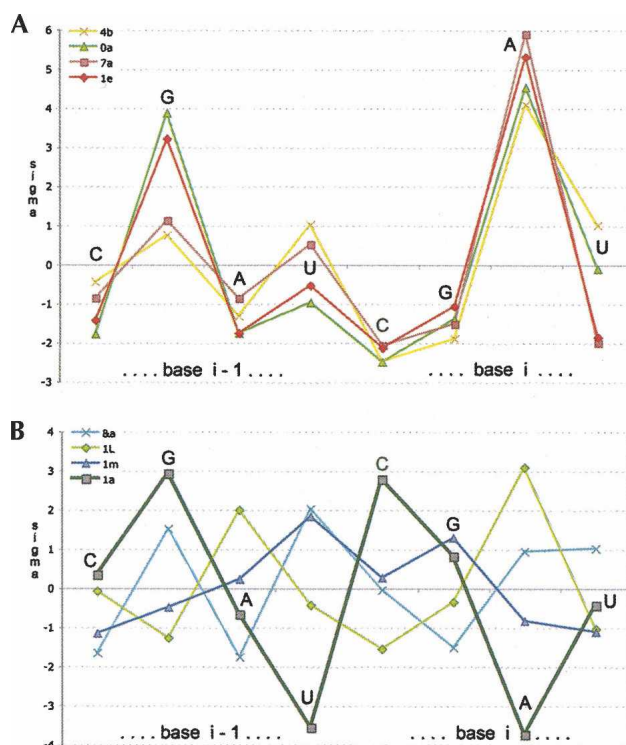 A
4b
0a
7a
1e
6
5
4
3
2
1
0
-1
-2
-3
sigma
C
G
A
U
C
G
A
U
....base i - 1....
....base i....
B
&a
1L
1m
1a
4
3
2
1
0
-1
-2
-3
-4
sigma
C
G
A
U
C
G
A
U
....base i - 1....
....base i....